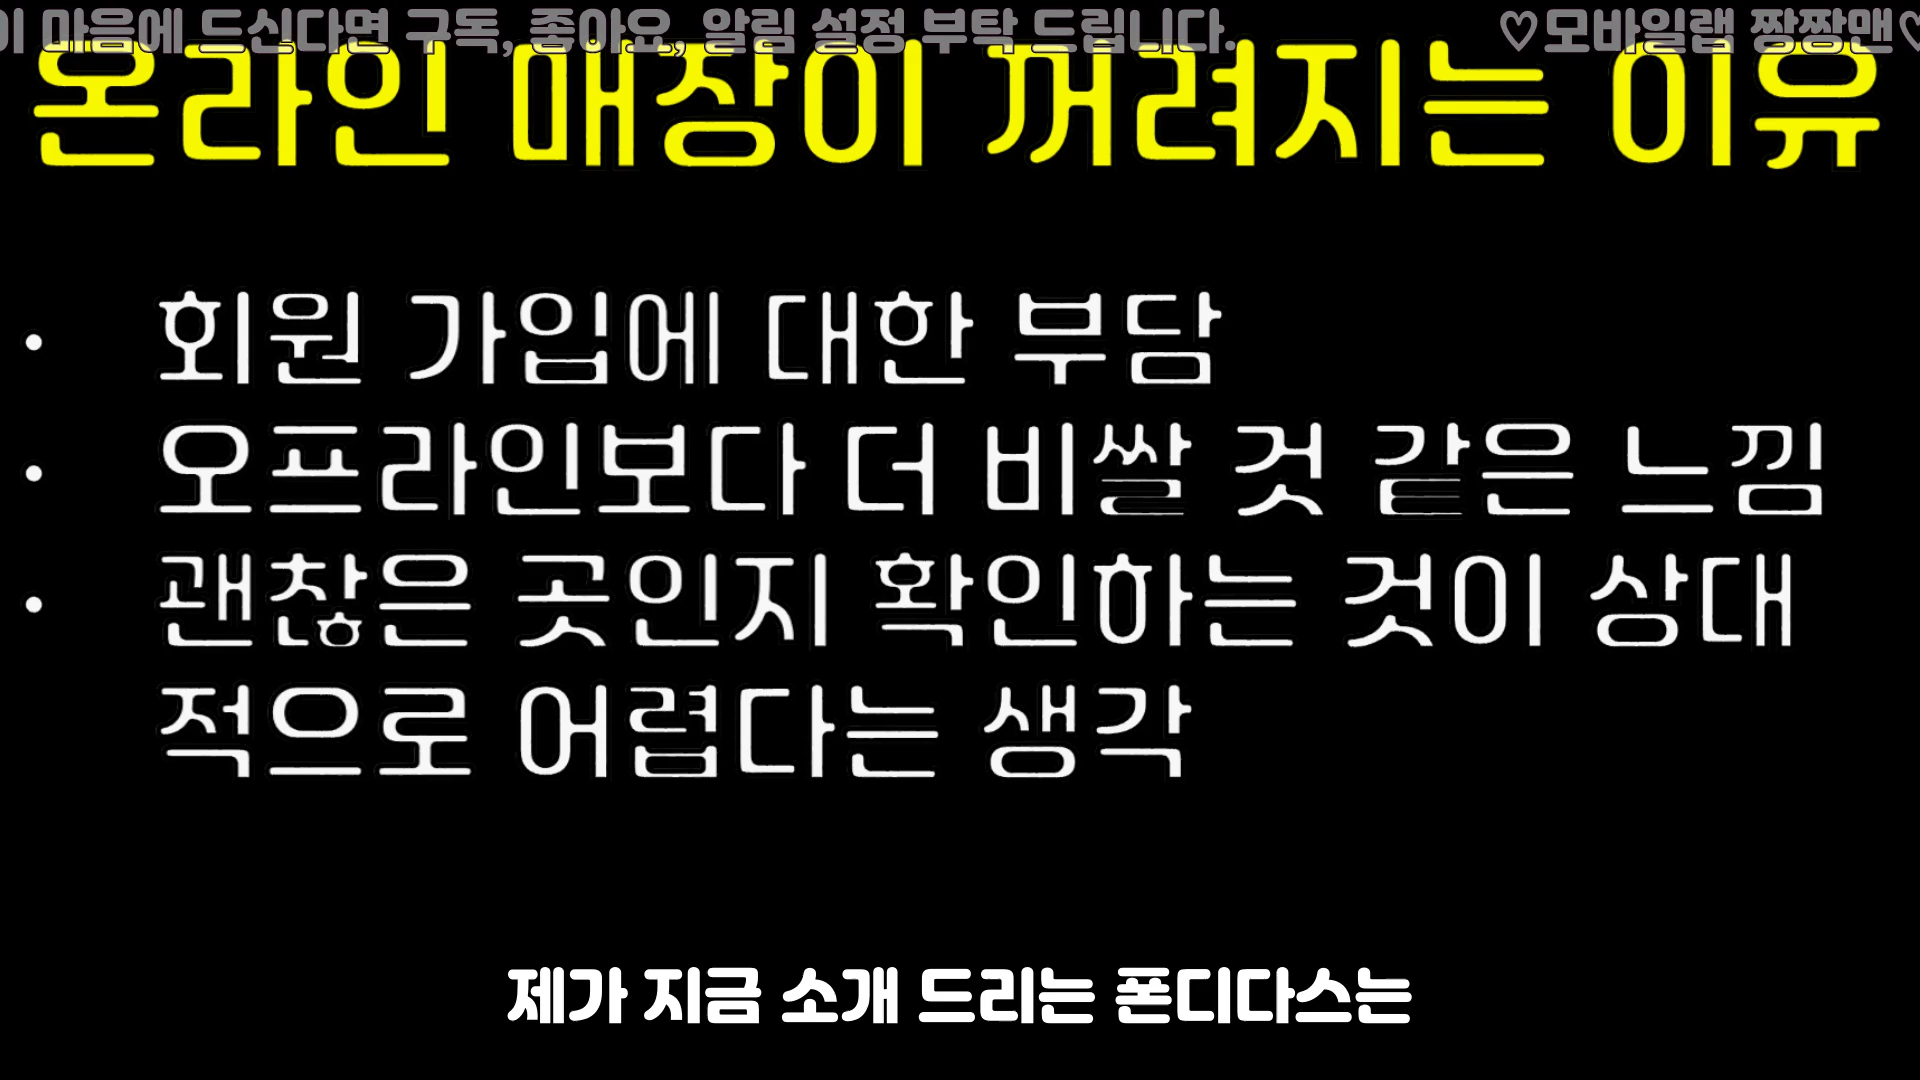 이 마음에 드신다면 구독, 좋아요, 알림 설정 부탁 드립니다. ♡모바일랩 짱짱맨♡
온라인 매장이 꺼려지는 이유
• 회원 가입에 대한 부담
• 오프라인보다 더 비쌀 것 같은 느낌
• 괜찮은 곳인지 확인하는 것이 상대
적으로 어렵다는 생각
제가 지금 소개 드리는 폰디다스는